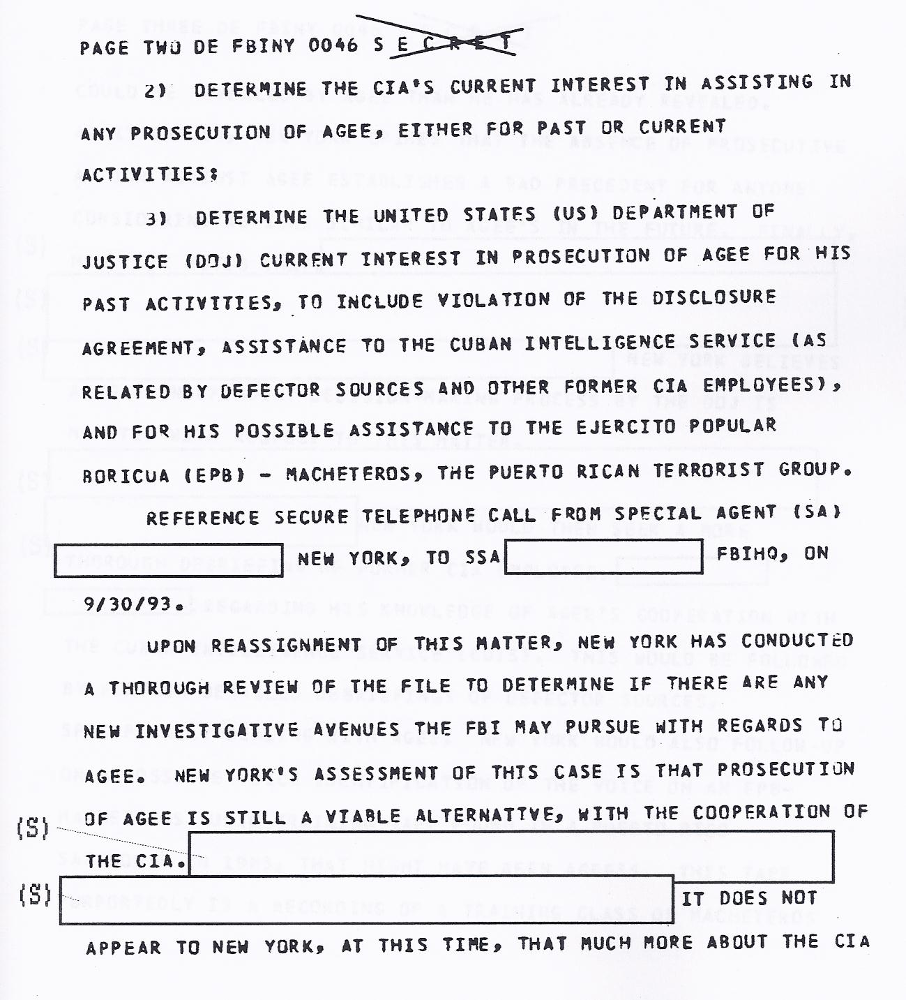 PAGE TWO DE FBINY 0046 S E C R E T
2) DETERMINE THE CIA'S CURRENT INTEREST IN ASSISTING IN
ANY PROSECUTION OF AGEE, EITHER FOR PAST OR CURRENT
ACTIVITIES:
3) DETERMINE THE UNITED STATES (US) DEPARTMENT OF
JUSTICE (DOJ) CURRENT INTEREST IN PROSECUTION OF AGEE FOR HIS
PAST ACTIVITIES, TO INCLUDE VIOLATION OF THE DISCLOSURE
AGREEMENT, ASSISTANCE TO THE CUBAN INTELLIGENCE SERVICE (AS
RELATED BY DEFECTOR SOURCES AND OTHER FORMER CIA EMPLOYEES),
AND FOR HIS POSSIBLE ASSISTANCE TO THE EJERCITO POPULAR
BORICUA (EPB) - MACHETEROS, THE PUERTO RICAN TERRORIST GROUP.
REFERENCE SECURE TELEPHONE CALL FROM SPECIAL AGENT (SA)
NEW YORK, TO SSA FBIHQ, ON
9/30/93.
UPON REASSIGNMENT OF THIS MATTER, NEW YORK HAS CONDUCTED
A THOROUGH REVIEW OF THE FILE TO DETERMINE IF THERE ARE ANY
NEW INVESTIGATIVE AVENUES THE FBI MAY PURSUE WITH REGARDS TO
AGEE. NEW YORK'S ASSESSMENT OF THIS CASE IS THAT PROSECUTION
OF AGEE IS STILL A VIABLE ALTERNATIVE, WITH THE COOPERATION OF
(S)
THE CIA.
(S) IT DOES NOT
APPEAR TO NEW YORK, AT THIS TIME, THAT MUCH MORE ABOUT THE CIA